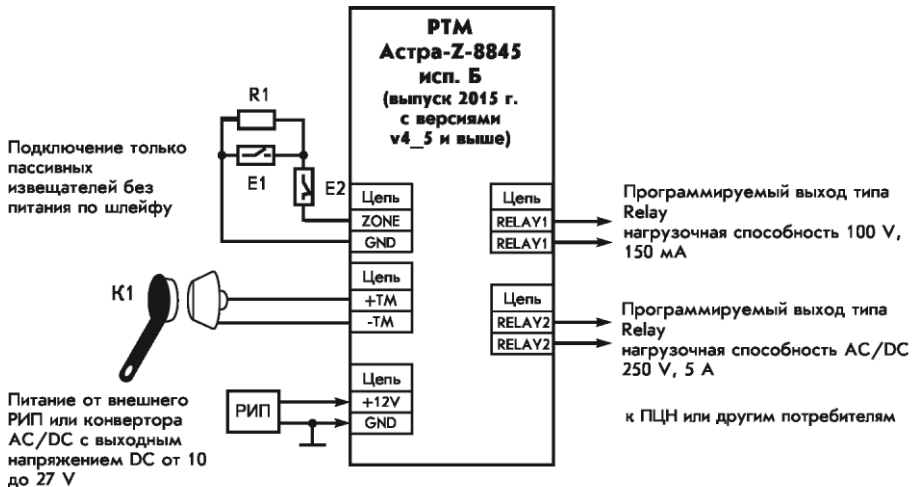 РТМ
Астра-Z-8845
исп. Б
(выпуск 2015 г.
с версиями
v4_5 и выше)
R1
E1
E2
Подключение только
пассивных
извещателей без
питания по шлейфу
Цепь
ZONE
GND
Цепь
RELAY1
RELAY1
Программируемый выход типа
Relay
нагрузочная способность 100 V,
150 мА
К1
Цепь
+TM
-TM
Цепь
RELAY2
RELAY2
Программируемый выход типа
Relay
нагрузочная способность AC/DC
250 V, 5 А
Питание от внешнего
РИП или конвертора
AC/DC с выходным
напряжением DC от 10
до 27 V
РИП
Цепь
+12V
GND
к ПЦН или другим потребителям